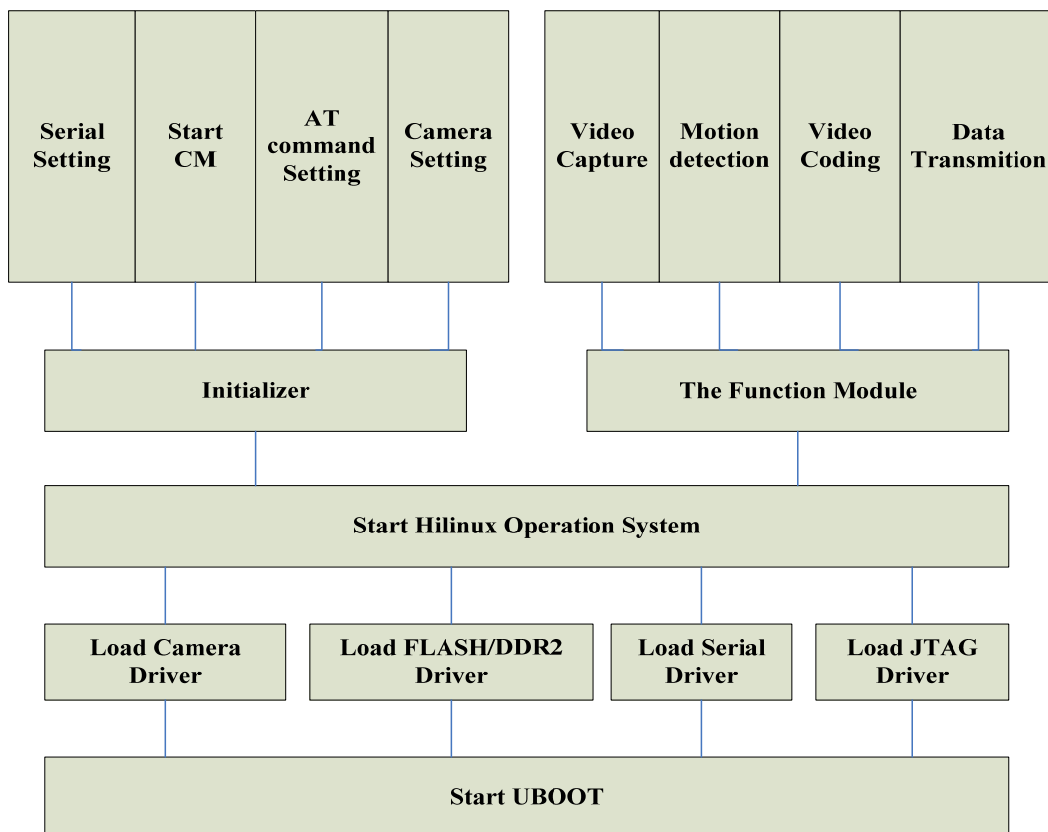 Serial
Setting
Start
CM
AT
command
Setting
Camera
Setting
Video
Capture
Motion
detection
Video
Coding
Data
Transmition
Initializer
The Function Module
Start Hilinux Operation System
Load Camera
Driver
Load FLASH/DDR2
Driver
Load Serial
Driver
Load JTAG
Driver
Start UBOOT